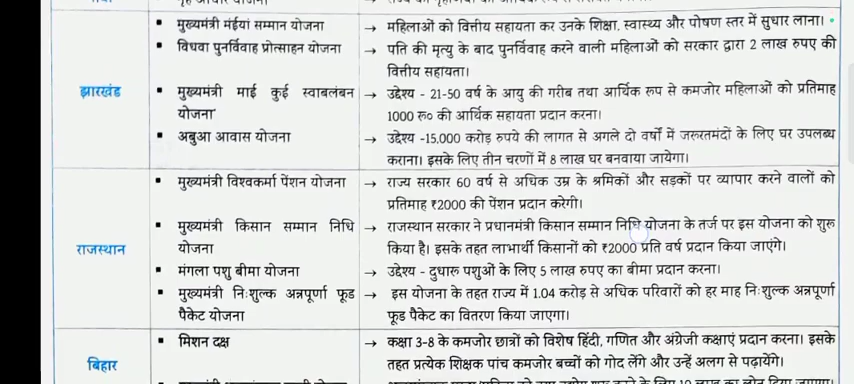 मुख्यमंत्री मंईयां सम्मान योजना → महिलाओं को वित्तीय सहायता कर उनके शिक्षा, स्वास्थ्य और पोषण स्तर में सुधार लाना।
विधवा पुनर्विवाह प्रोत्साहन योजना → पति की मृत्यु के बाद पुनर्विवाह करने वाली महिलाओं को सरकार द्वारा 2 लाख रुपए की
वित्तीय सहायता।
झारखंड
मुख्यमंत्री माई कुई स्वाबलंबन → उद्देश्य - 21-50 वर्ष के आयु की गरीब तथा आर्थिक रूप से कमजोर महिलाओं को प्रतिमाह
योजना 1000 रू० की आर्थिक सहायता प्रदान करना।
अबुआ आवास योजना → उद्देश्य -15,000 करोड़ रुपये की लागत से अगले दो वर्षों में जरूरतमंदों के लिए घर उपलब्ध
कराना। इसके लिए तीन चरणों में 8 लाख घर बनवाया जायेगा।
मुख्यमंत्री विश्वकर्मा पेंशन योजना → राज्य सरकार 60 वर्ष से अधिक उम्र के श्रमिकों और सड़कों पर व्यापार करने वालों को
प्रतिमाह ₹2000 की पेंशन प्रदान करेगी।
मुख्यमंत्री किसान सम्मान निधि → राजस्थान सरकार ने प्रधानमंत्री किसान सम्मान निधि योजना के तर्ज पर इस योजना को शुरू
राजस्थान योजना किया है। इसके तहत लाभार्थी किसानों को ₹2000 प्रति वर्ष प्रदान किया जाएंगे।
मंगला पशु बीमा योजना → उद्देश्य - दुधारू पशुओं के लिए 5 लाख रुपए का बीमा प्रदान करना।
मुख्यमंत्री निःशुल्क अन्नपूर्णा फूड → इस योजना के तहत राज्य में 1.04 करोड़ से अधिक परिवारों को हर माह निःशुल्क अन्नपूर्णा
पैकेट योजना फूड पैकेट का वितरण किया जाएगा।
मिशन दक्ष → कक्षा 3-8 के कमजोर छात्रों को विशेष हिंदी, गणित और अंग्रेजी कक्षाएं प्रदान करना। इसके
बिहार तहत प्रत्येक शिक्षक पांच कमजोर बच्चों को गोद लेंगे और उन्हें अलग से पढ़ायेंगे।